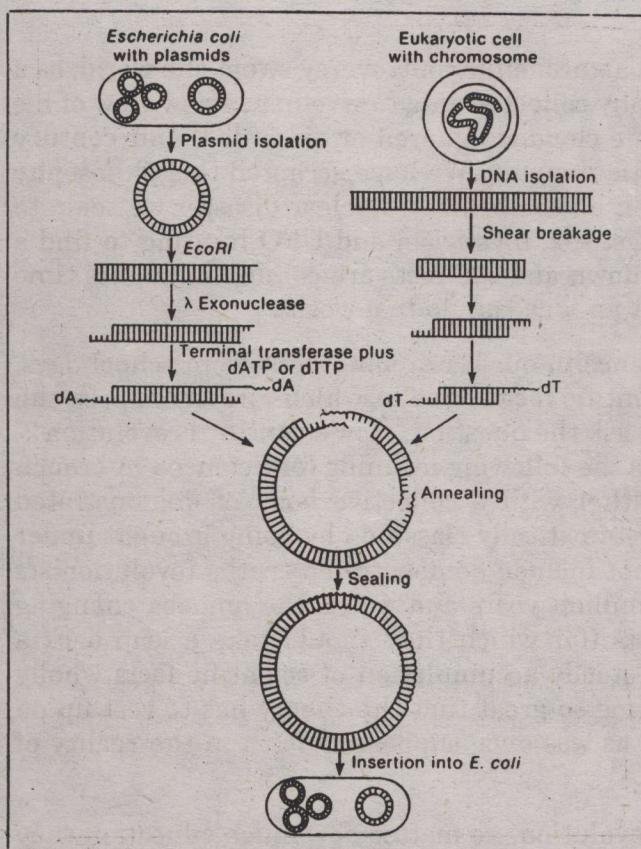 Escherichia coli
with plasmids
Eukaryotic cell
with chromosome
Plasmid isolation
DNA isolation
EcoRI
Shear breakage
λ Exonuclease
Terminal transferase plus
dATP or dTTP
dA
dA
dT
dT
Annealing
Sealing
Insertion into E. coli